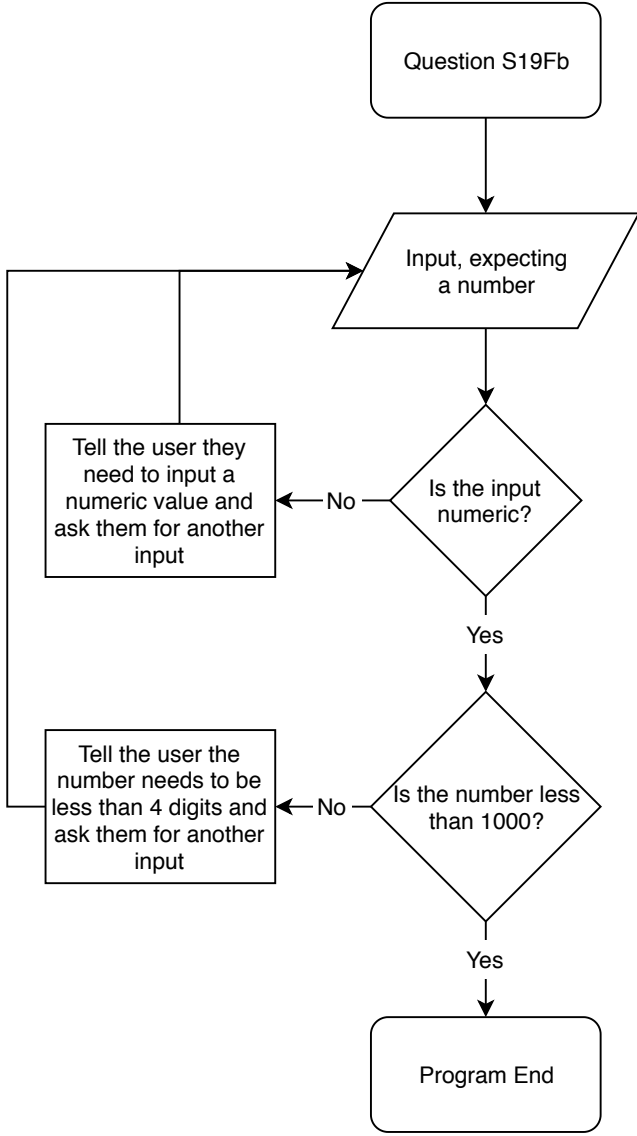 Question S19Fb
Input, expecting
a number
Is the input
numeric?
No
Tell the user they
need to input a
numeric value and
ask them for another
input
Yes
Is the number less
than 1000?
No
Tell the user the
number needs to be
less than 4 digits and
ask them for another
input
Yes
Program End